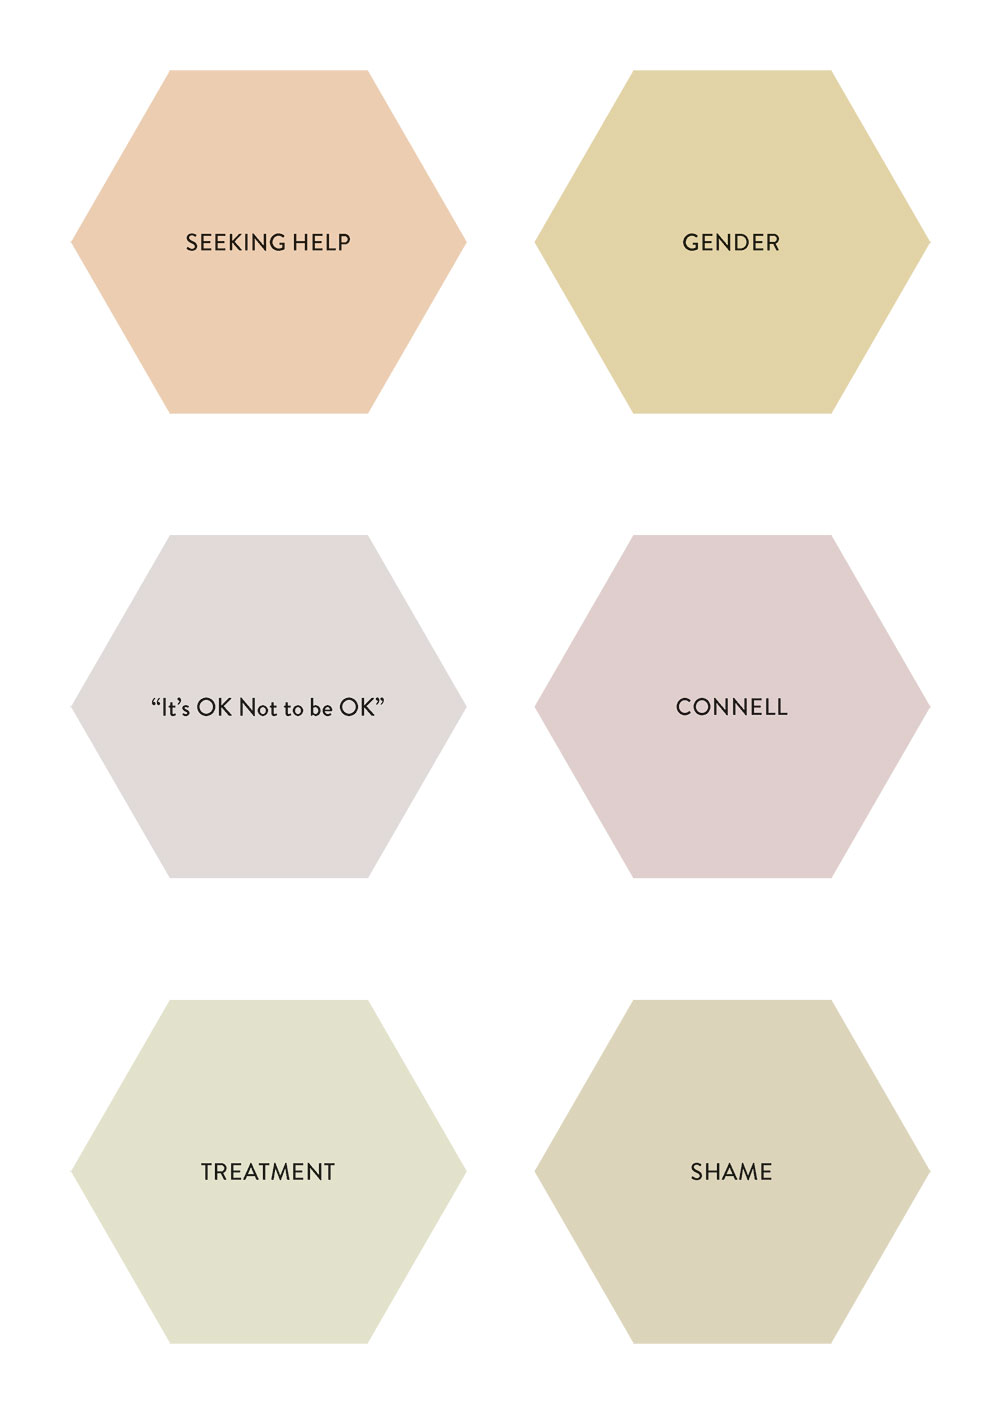 SEEKING HELP
GENDER
“It’s OK Not to be OK”
CONNELL
TREATMENT
SHAME